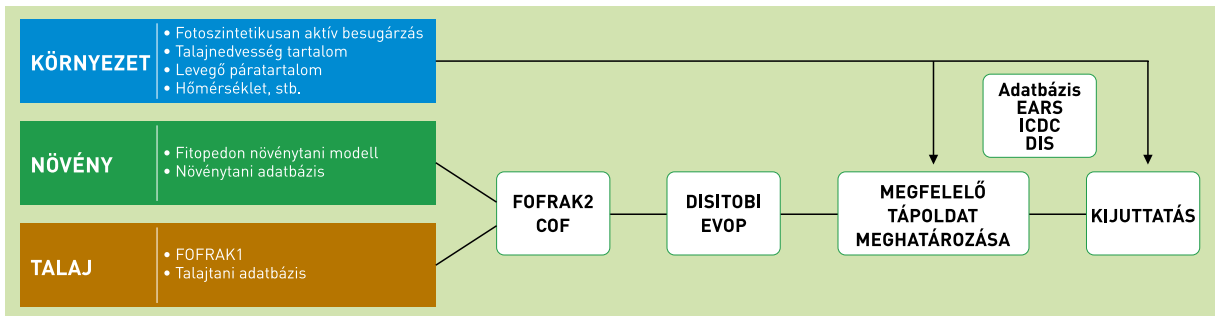 KÖRNYEZET
• Fotoszintetikusan aktív besugárzás
• Talajnedvesség tartalom
• Levegő páratartalom
• Hőmérséklet, stb.
NÖVÉNY
• Fitopedon növénytani modell
• Növénytani adatbázis
TALAJ
• FOFRAK1
• Talajtani adatbázis
FOFRAK2
COF
DISITOBI
EVOP
MEGFELELŐ
TÁPOLDAT
MEGHATÁROZÁSA
Adatbázis
EARS
ICDC
DIS
KIJUTTATÁS